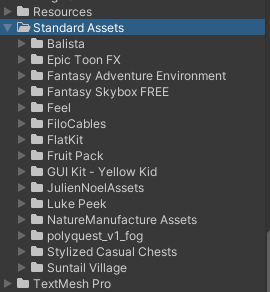 Resources
Standard Assets
Balista
Epic Toon FX
Fantasy Adventure Environment
Fantasy Skybox FREE
Feel
FiloCables
FlatKit
Fruit Pack
GUI Kit - Yellow Kid
JulienNoelAssets
Luke Peek
NatureManufacture Assets
polyquest_v1_fog
Stylized Casual Chests
Suntail Village
TextMesh Pro